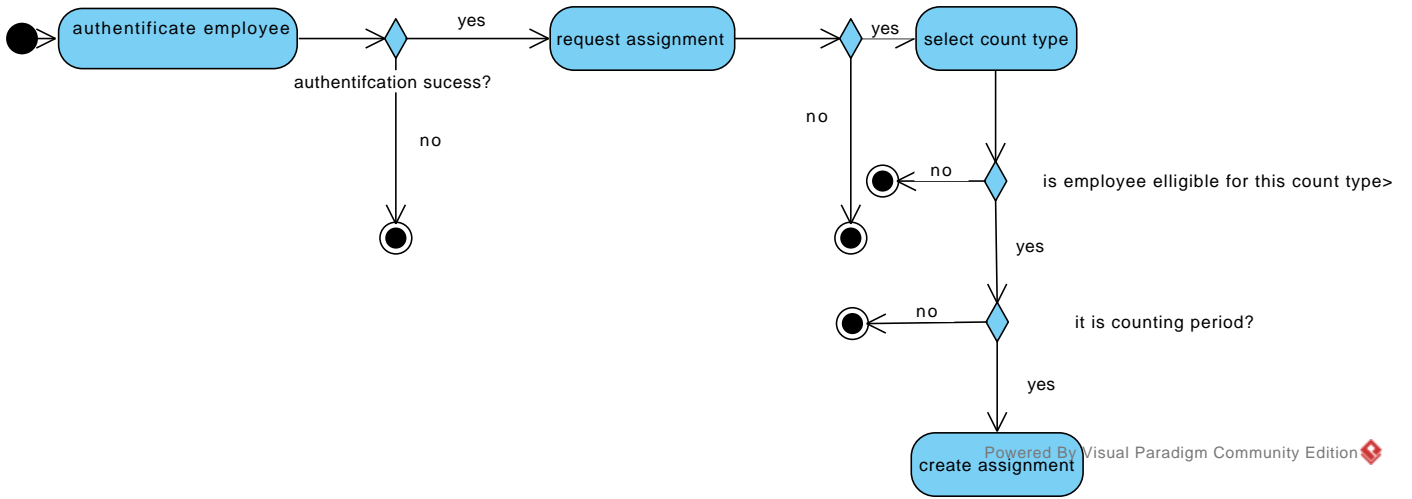 authentificate employee
yes
request assignment
yes
select count type
authentifcation sucess?
no
no
no
is employee elligible for this count type>
yes
no
it is counting period?
yes
Powered By Visual Paradigm Community Edition
create assignment